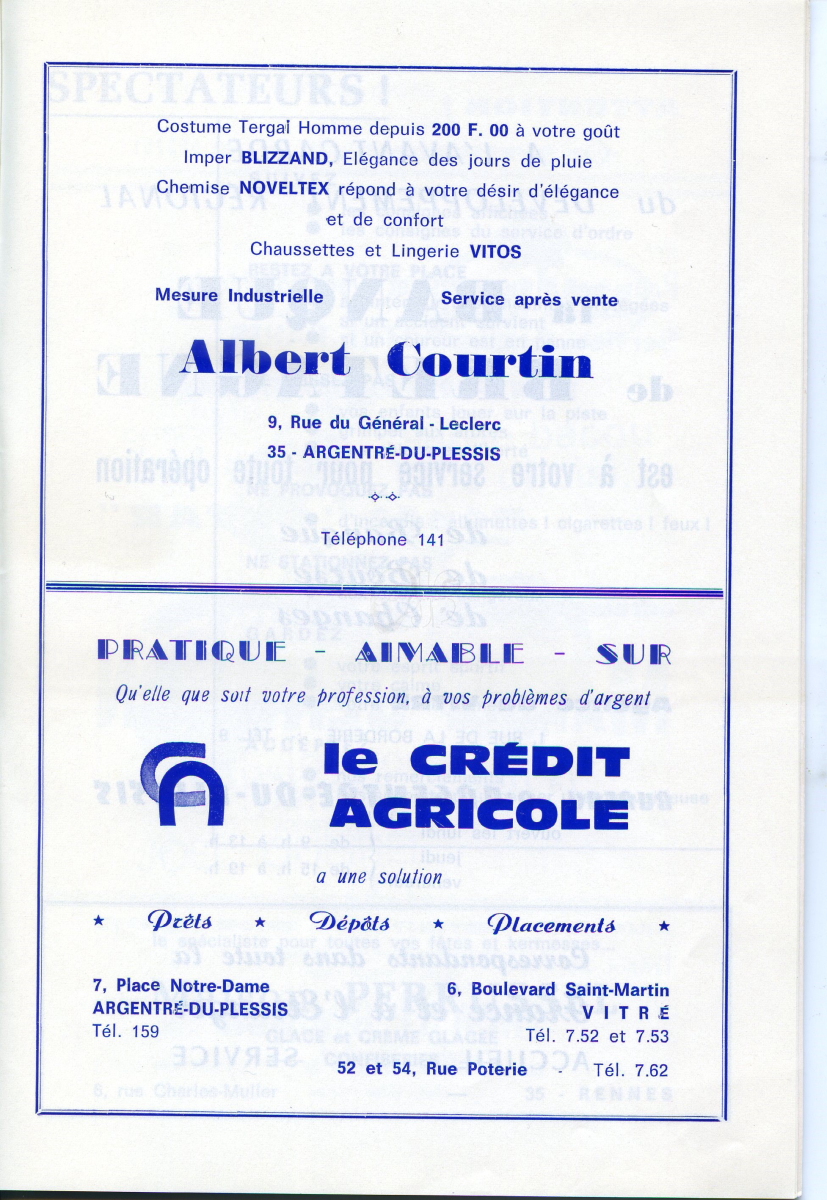 Costume Tergal Homme depuis 200 F. 00 à votre goût
Imper BLIZZAND, Elégance des jours de pluie
Chemise NOVELTEX répond à votre désir d'élégance
et de confort
Chaussettes et Lingerie VITOS
Mesure Industrielle Service après vente
Albert Courtin
9, Rue du Général - Leclerc
35 - ARGENTRÉ-DU-PLESSIS
Téléphone 141
PRATIQUE - AIMABLE - SUR
Qu'elle que soit votre profession, à vos problèmes d'argent
CA
le CRÉDIT
AGRICOLE
a une solution
★ Prêts ★ Dépôts ★ Placements ★
7, Place Notre-Dame
ARGENTRÉ-DU-PLESSIS
Tél. 159
6, Boulevard Saint-Martin
VITRÉ
Tél. 7.52 et 7.53
52 et 54, Rue Poterie - Tél. 7.62